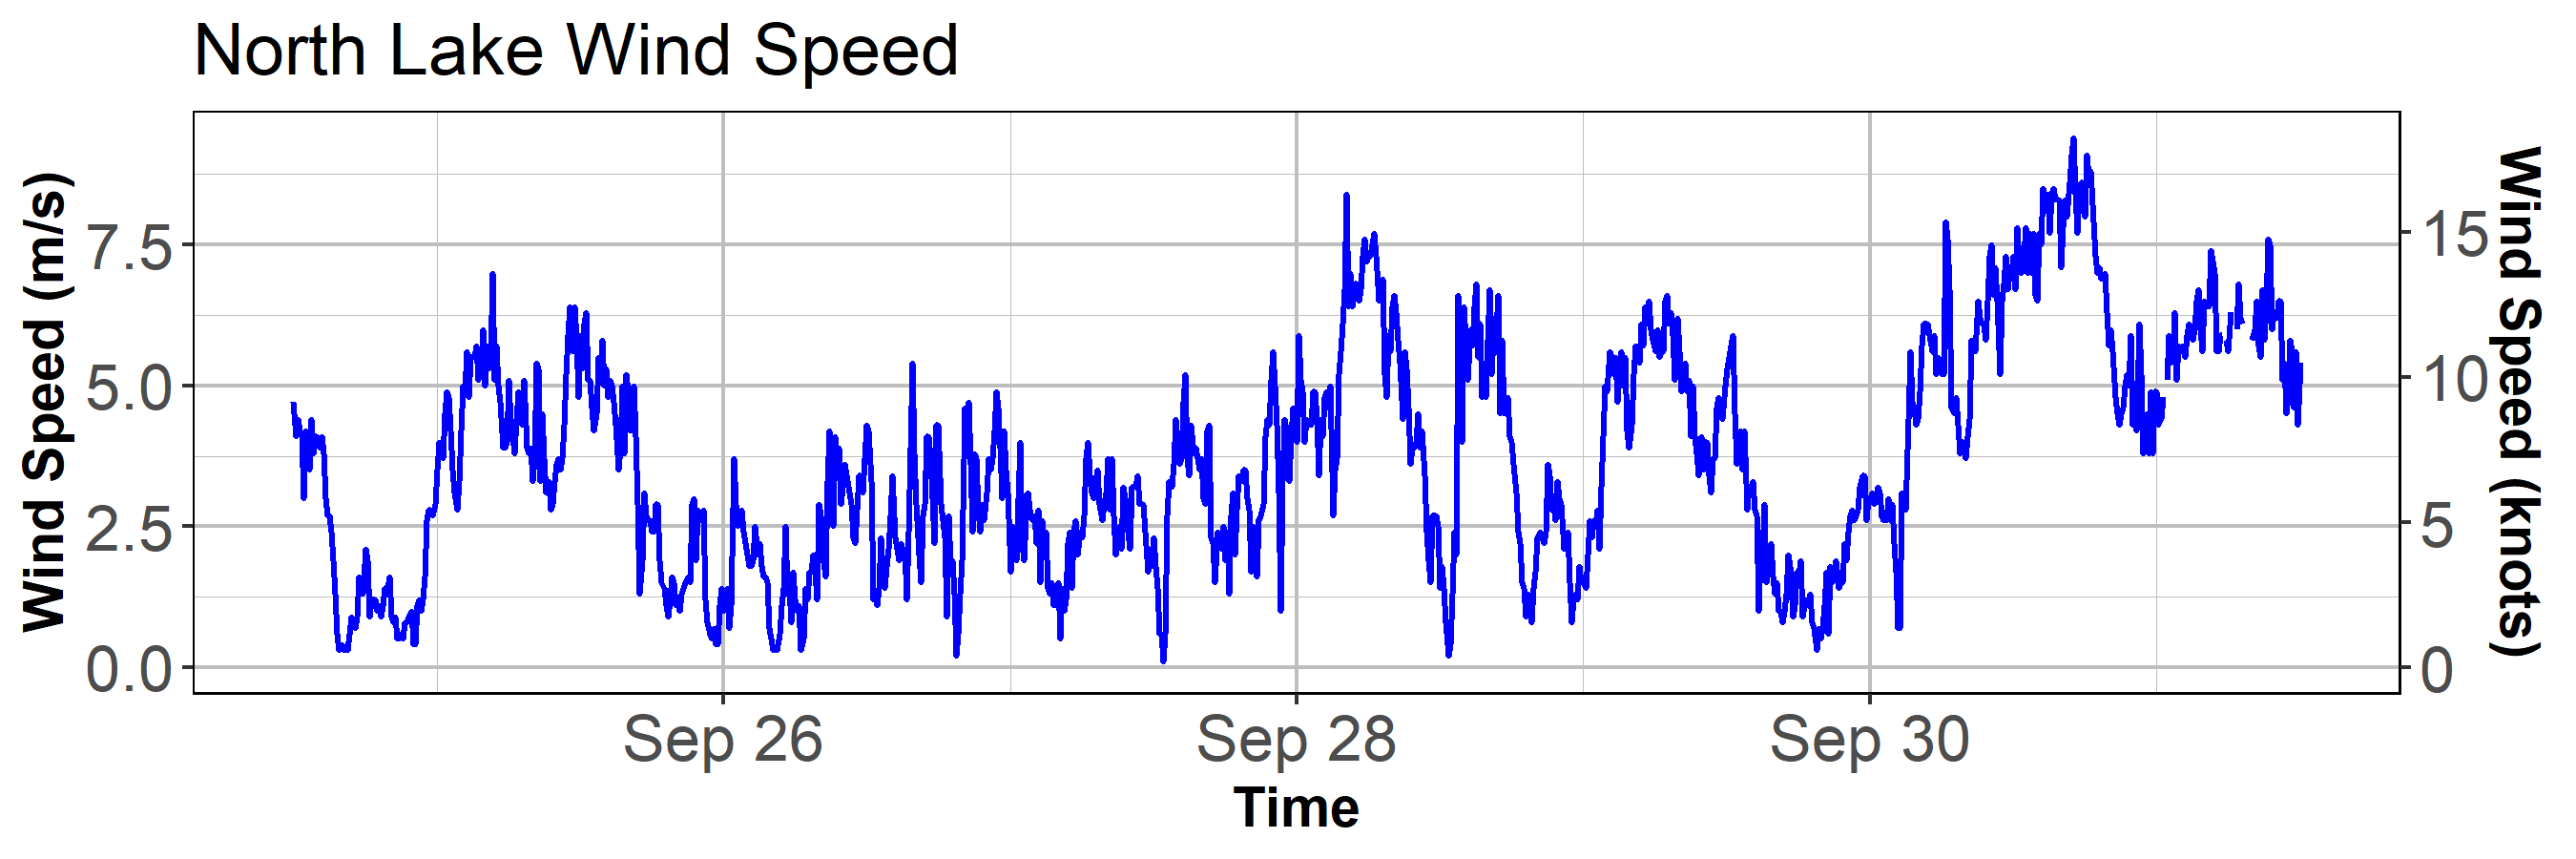 North Lake Wind Speed
Wind Speed (m/s)
7.5
5.0
2.5
0.0
15
10
5
0
Wind Speed (knots)
Sep 26
Sep 28
Sep 30
Time